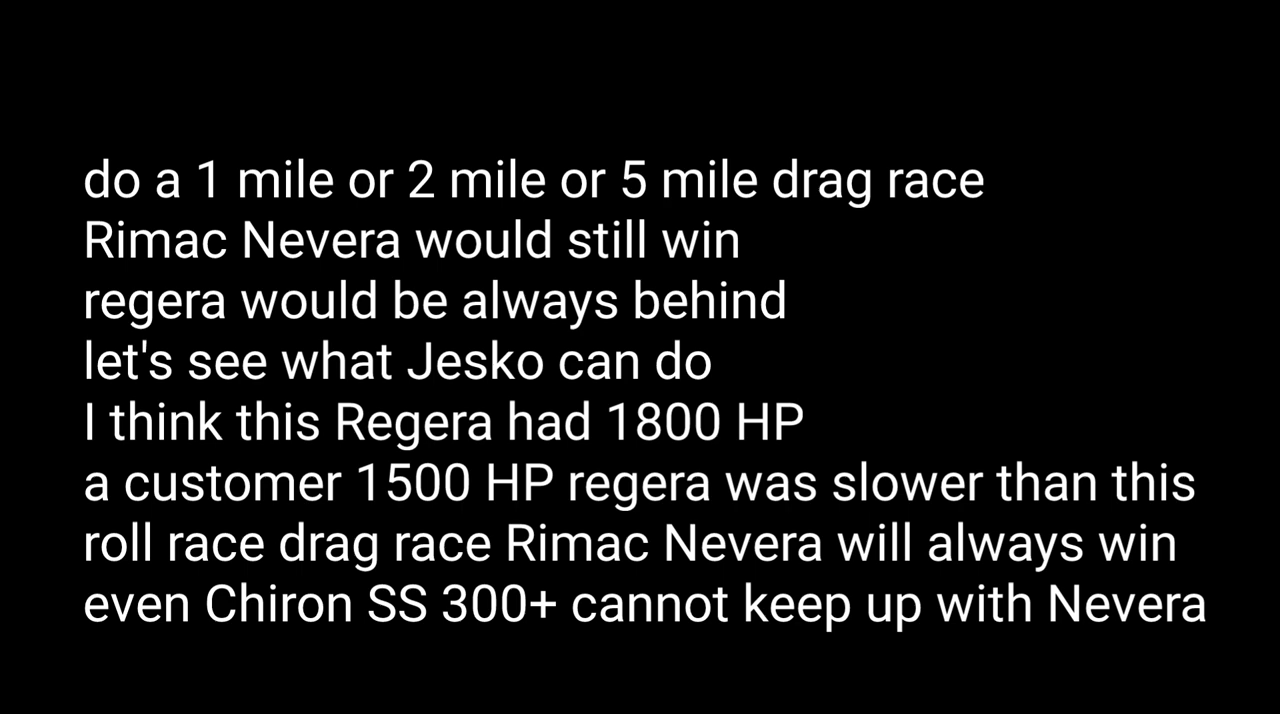 do a 1 mile or 2 mile or 5 mile drag race
Rimac Nevera would still win
regera would be always behind
let's see what Jesko can do
I think this Regera had 1800 HP
a customer 1500 HP regera was slower than this
roll race drag race Rimac Nevera will always win
even Chiron SS 300+ cannot keep up with Nevera